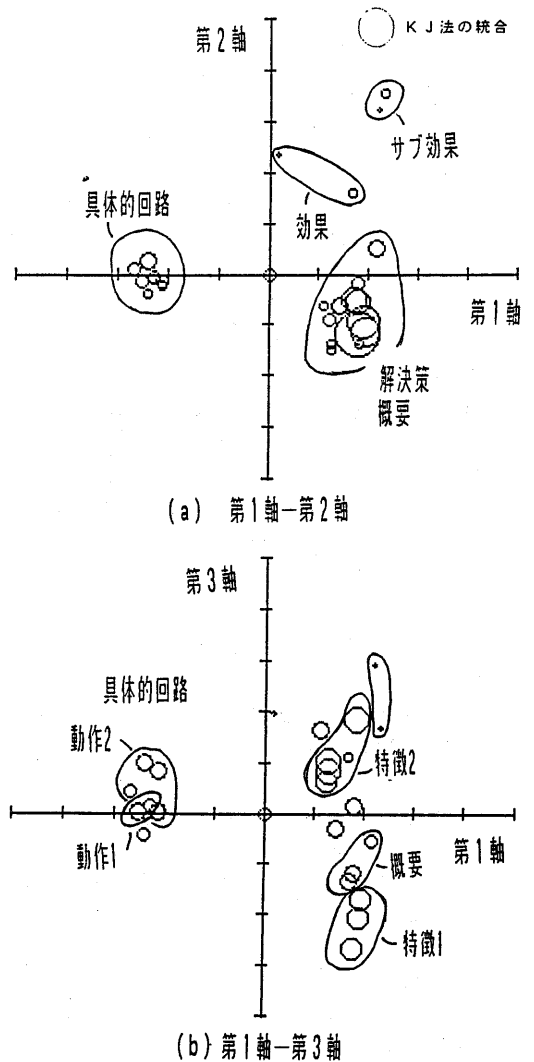 第2軸
KJ法の統合
サブ効果
効果
具体的回路
第1軸
解決策
概要
(a) 第1軸－第2軸
第3軸
具体的回路
動作2
特徴2
動作1
第1軸
概要
特徴1
(b) 第1軸－第3軸